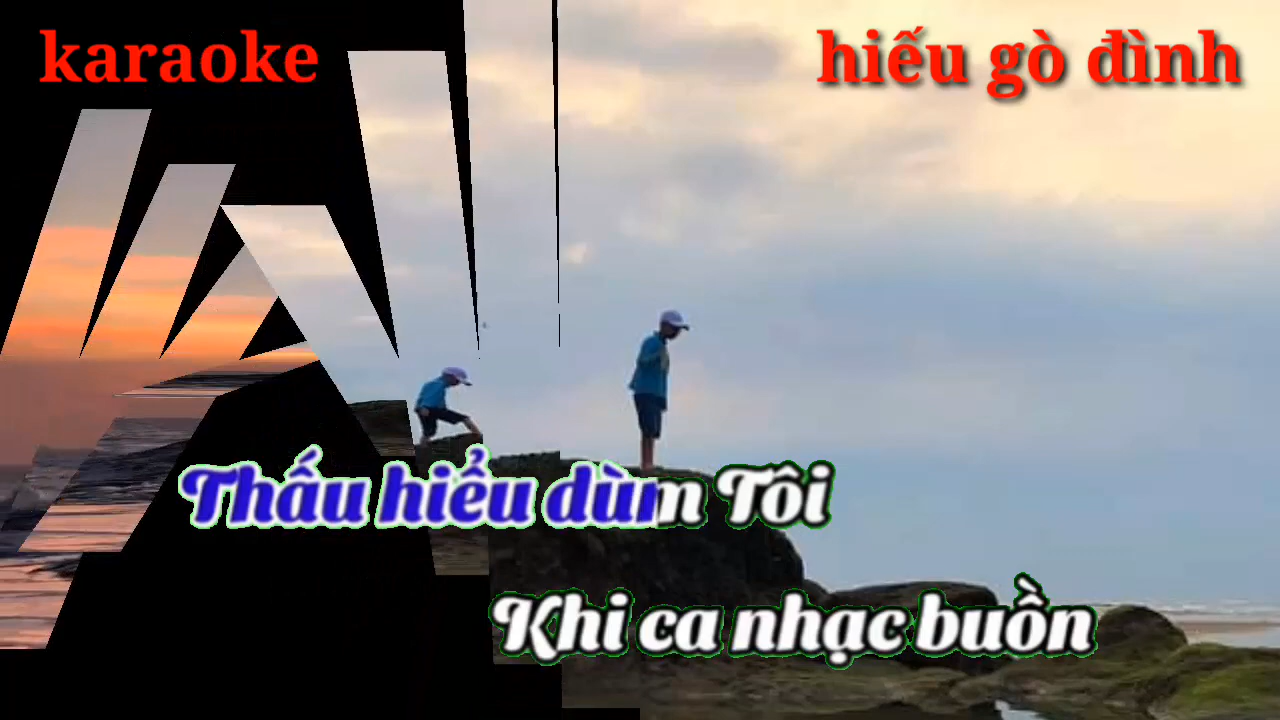 karaoke
hiếu gò đình
Thấu hiểu dùm Tôi
Khi ca nhạc buồn